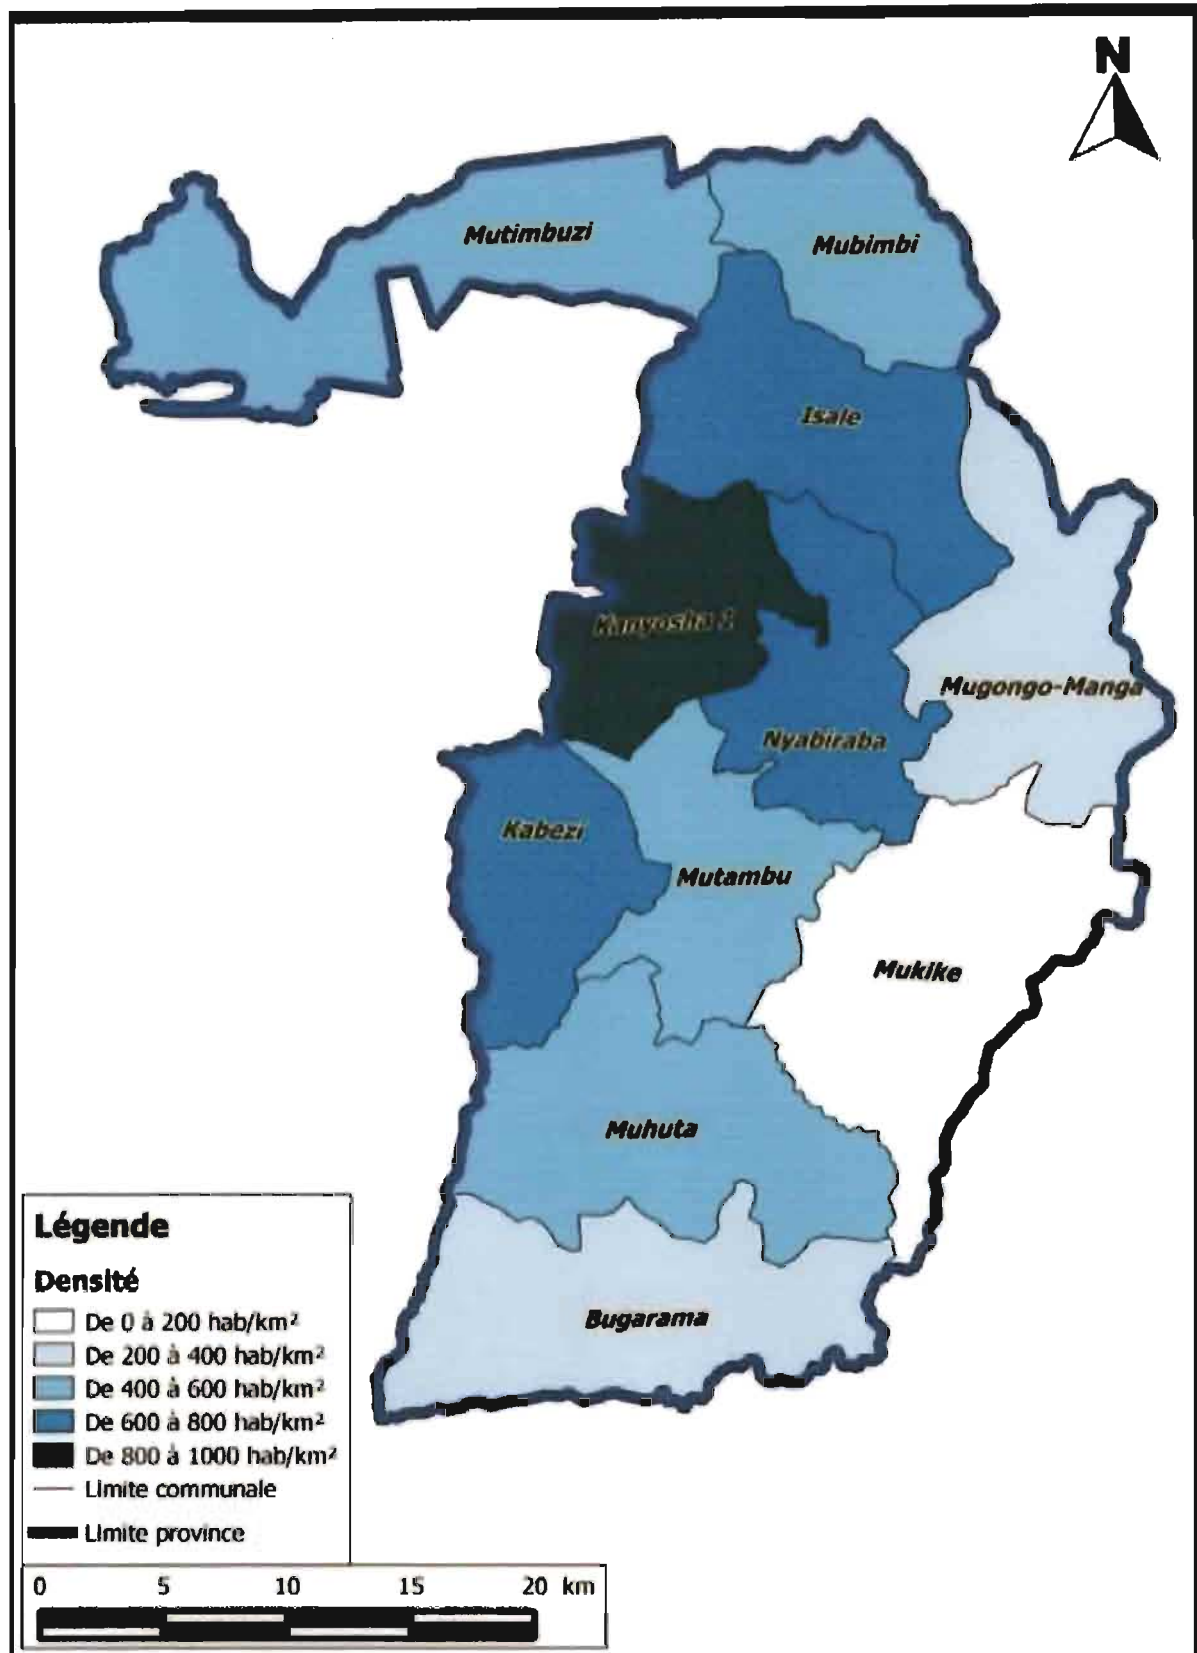 N
Mutimbuzi
Mubimbi
Isale
Kanyosha 1
Mugongo-Manga
Nyabiraba
Kabezi
Mutambu
Mukike
Muhuta
Bugarama
Légende
Densité
De 0 à 200 hab/km²
De 200 à 400 hab/km²
De 400 à 600 hab/km²
De 600 à 800 hab/km²
De 800 à 1000 hab/km²
Limite communale
Limite province
0 5 10 15 20 km